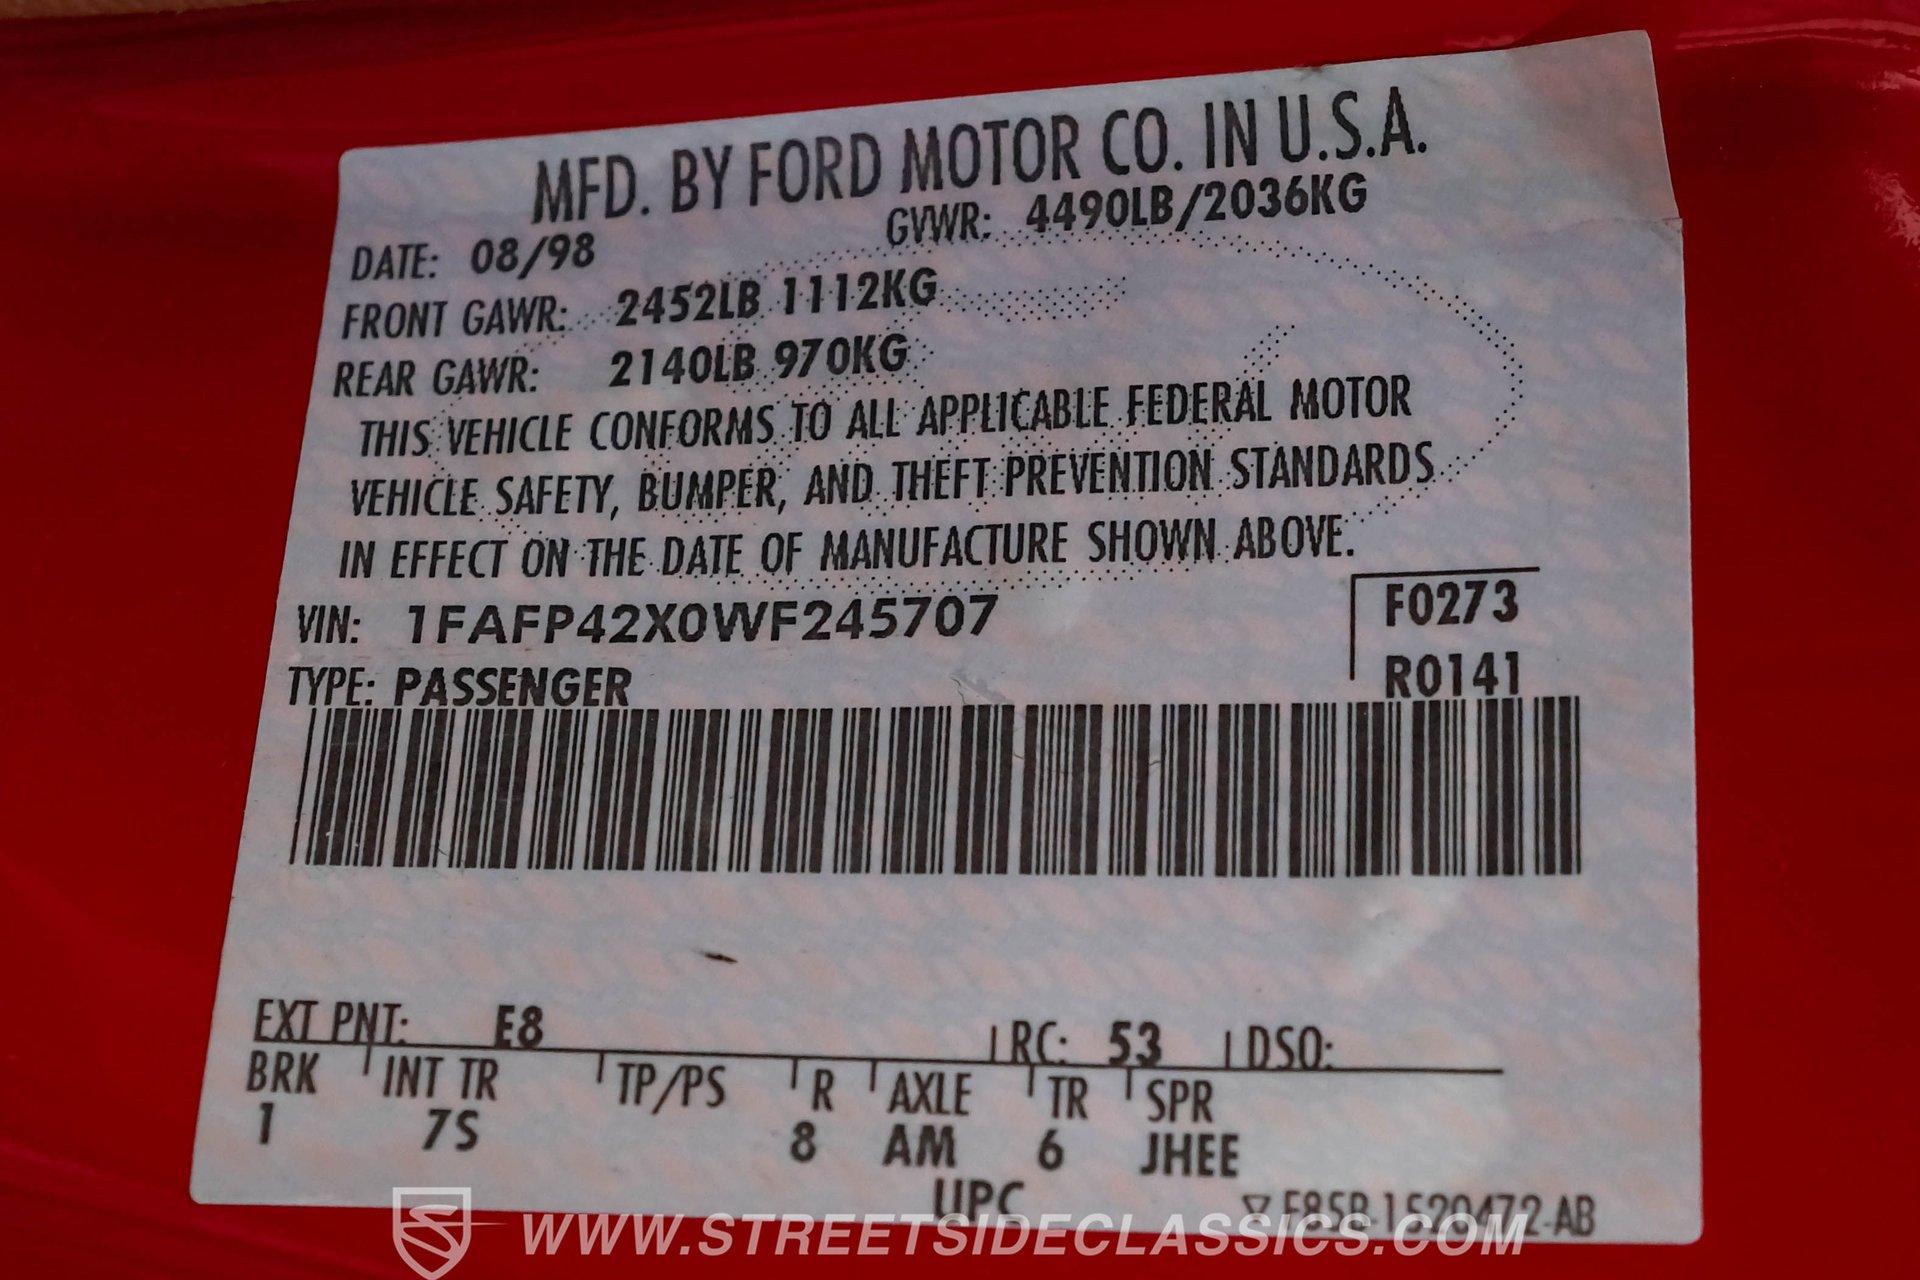 MFD. BY FORD MOTOR CO. IN U.S.A.
DATE: 08/98 GVWR: 4490LB/2036KG
FRONT GAWR: 2452LB 1112KG
REAR GAWR: 2140LB 970KG
THIS VEHICLE CONFORMS TO ALL APPLICABLE FEDERAL MOTOR
VEHICLE SAFETY, BUMPER, AND THEFT PREVENTION STANDARDS
IN EFFECT ON THE DATE OF MANUFACTURE SHOWN ABOVE.
VIN: 1FAFP42X0WF245707 F0273
TYPE: PASSENGER R0141
EXT PNT: E8 RC: 53 DSO:
BRK INT TR TP/PS R AXLE TR SPR
1 7S 8 AM 6 JHEE
UPC F85B-1520472-AB
WWW.STREETSIDECLASSICS.COM